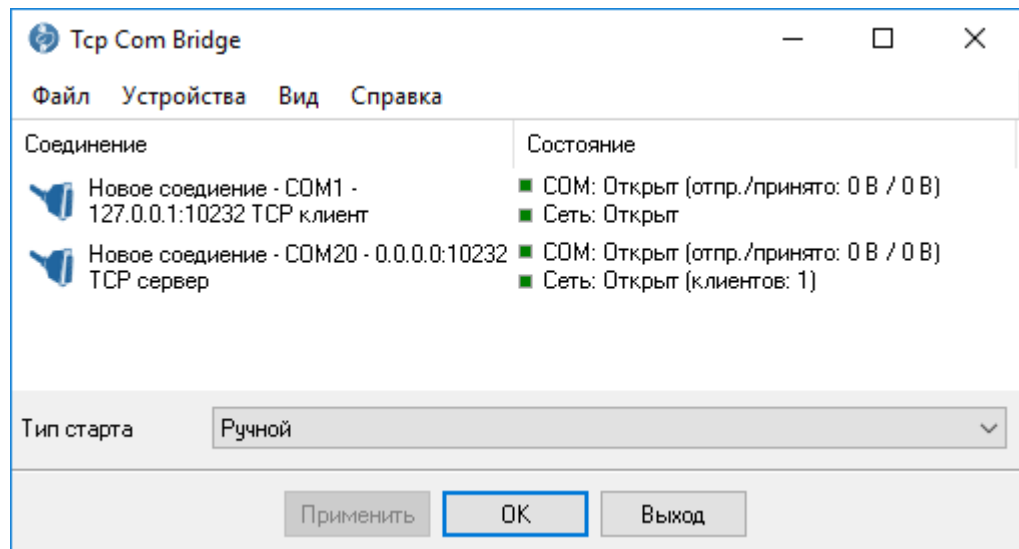 Tcp Com Bridge
Файл Устройства Вид Справка
Соединение Состояние
Новое соедиение - COM1 - COM: Открыт (отпр./принято: 0 B / 0 B)
127.0.0.1:10232 TCP клиент Сеть: Открыт
Новое соедиение - COM20 - 0.0.0.0:10232 COM: Открыт (отпр./принято: 0 B / 0 B)
TCP сервер Сеть: Открыт (клиентов: 1)
Тип старта Ручной
Применить OK Выход